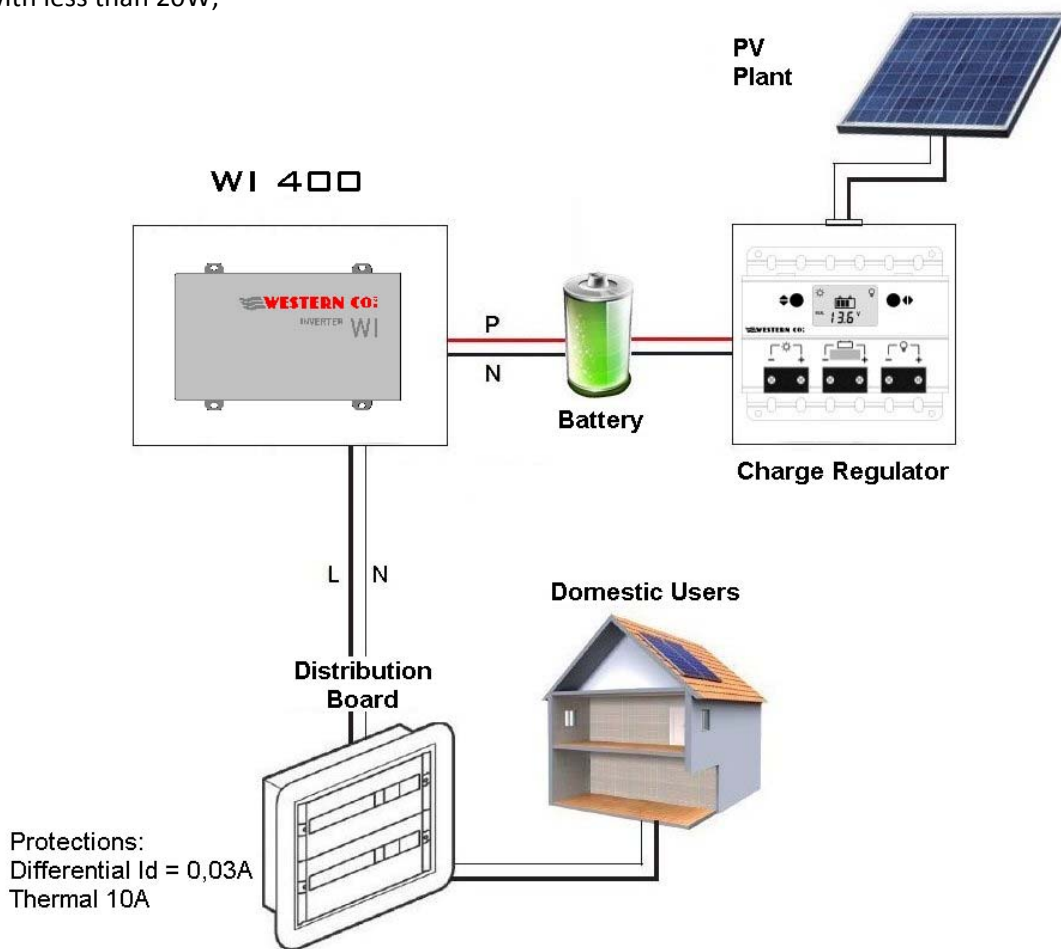 PV
Plant
WI 400
WESTERN CO.
INVERTER WI
13.6 V
WESTERN CO.
- + - + - +
P
N
Battery
Charge Regulator
L N
Domestic Users
Distribution
Board
Protections:
Differential Id = 0,03A
Thermal 10A